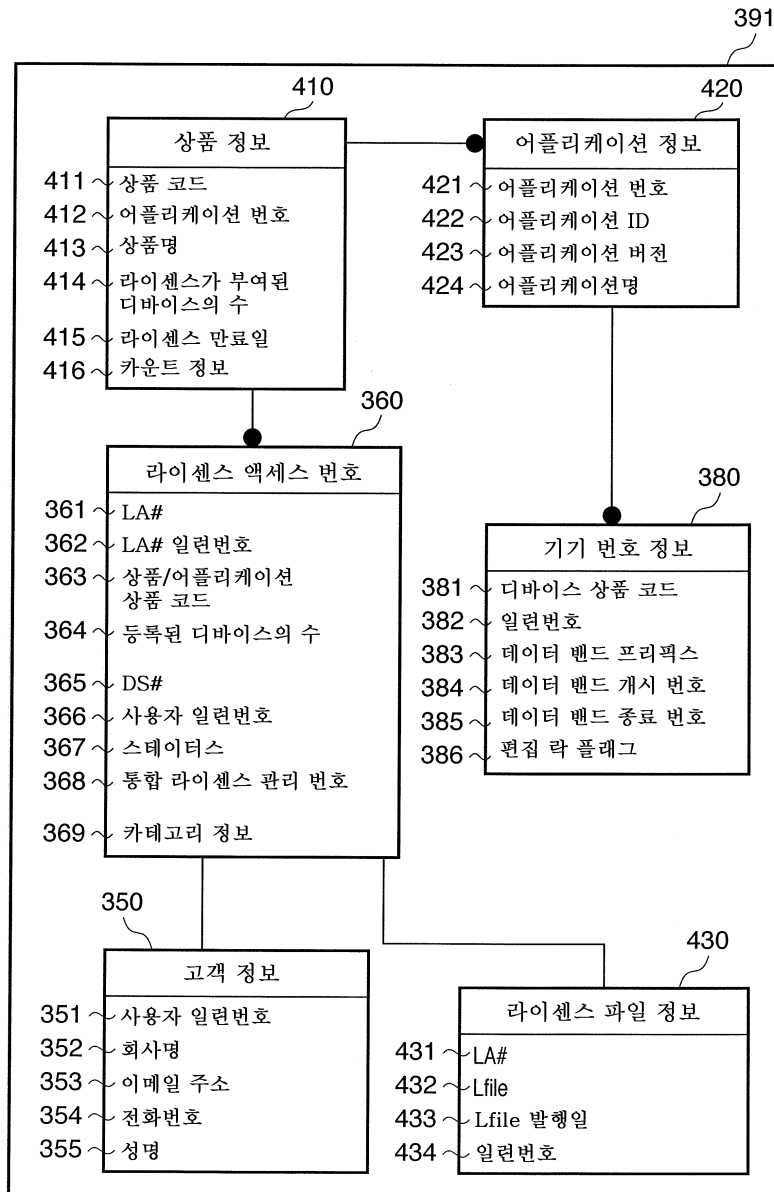 391
410
상품 정보
411 상품 코드
412 어플리케이션 번호
413 상품명
414 라이센스가 부여된
디바이스의 수
415 라이센스 만료일
416 카운트 정보
420
어플리케이션 정보
421 어플리케이션 번호
422 어플리케이션 ID
423 어플리케이션 버전
424 어플리케이션명
360
라이센스 액세스 번호
361 LA#
362 LA# 일련번호
363 상품/어플리케이션
상품 코드
364 등록된 디바이스의 수
365 DS#
366 사용자 일련번호
367 스테이터스
368 통합 라이센스 관리 번호
369 카테고리 정보
380
기기 번호 정보
381 디바이스 상품 코드
382 일련번호
383 데이터 밴드 프리픽스
384 데이터 밴드 개시 번호
385 데이터 밴드 종료 번호
386 편집 락 플래그
350
고객 정보
351 사용자 일련번호
352 회사명
353 이메일 주소
354 전화번호
355 성명
430
라이센스 파일 정보
431 LA#
432 Lfile
433 Lfile 발행일
434 일련번호